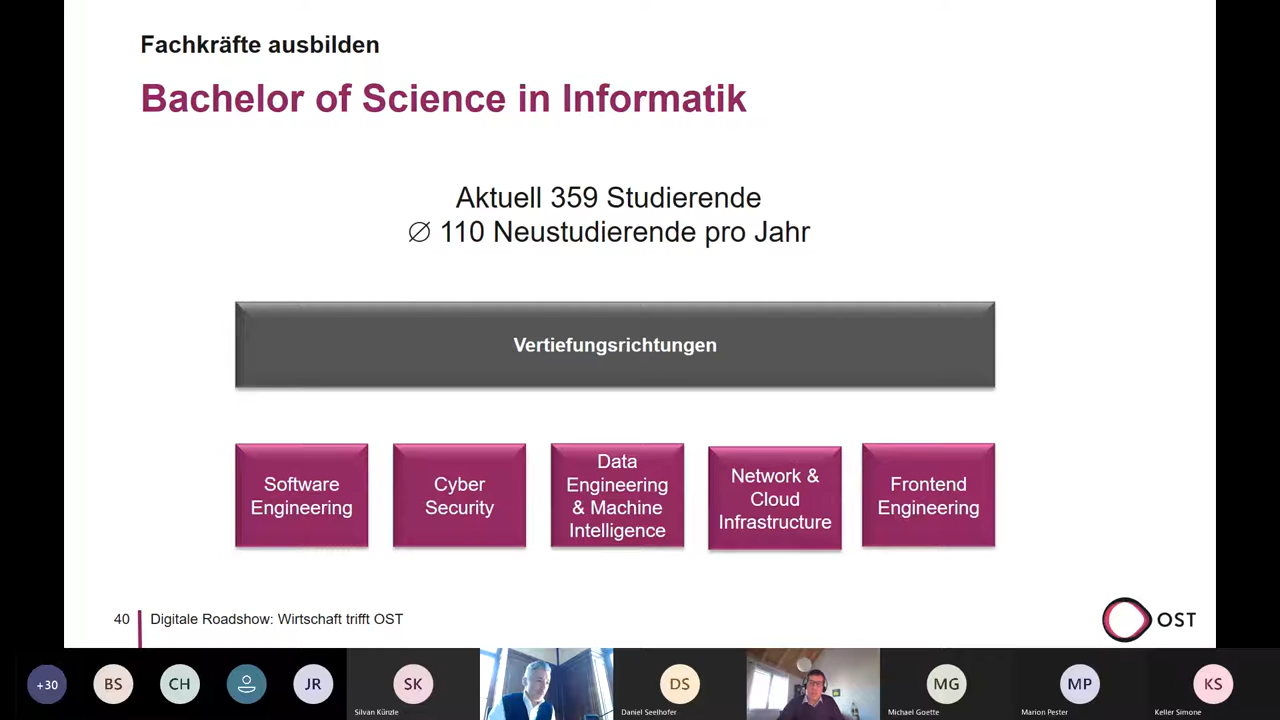 Fachkräfte ausbilden
Bachelor of Science in Informatik
Aktuell 359 Studierende
∅ 110 Neustudierende pro Jahr
Vertiefungsrichtungen
Software
Engineering
Cyber
Security
Data
Engineering
& Machine
Intelligence
Network &
Cloud
Infrastructure
Frontend
Engineering
40 Digitale Roadshow: Wirtschaft trifft OST
OST
+30 BS CH JR SK DS MG MP KS
Silvan Künzle Daniel Seelhofer Michael Goette Marion Pester Keller Simone